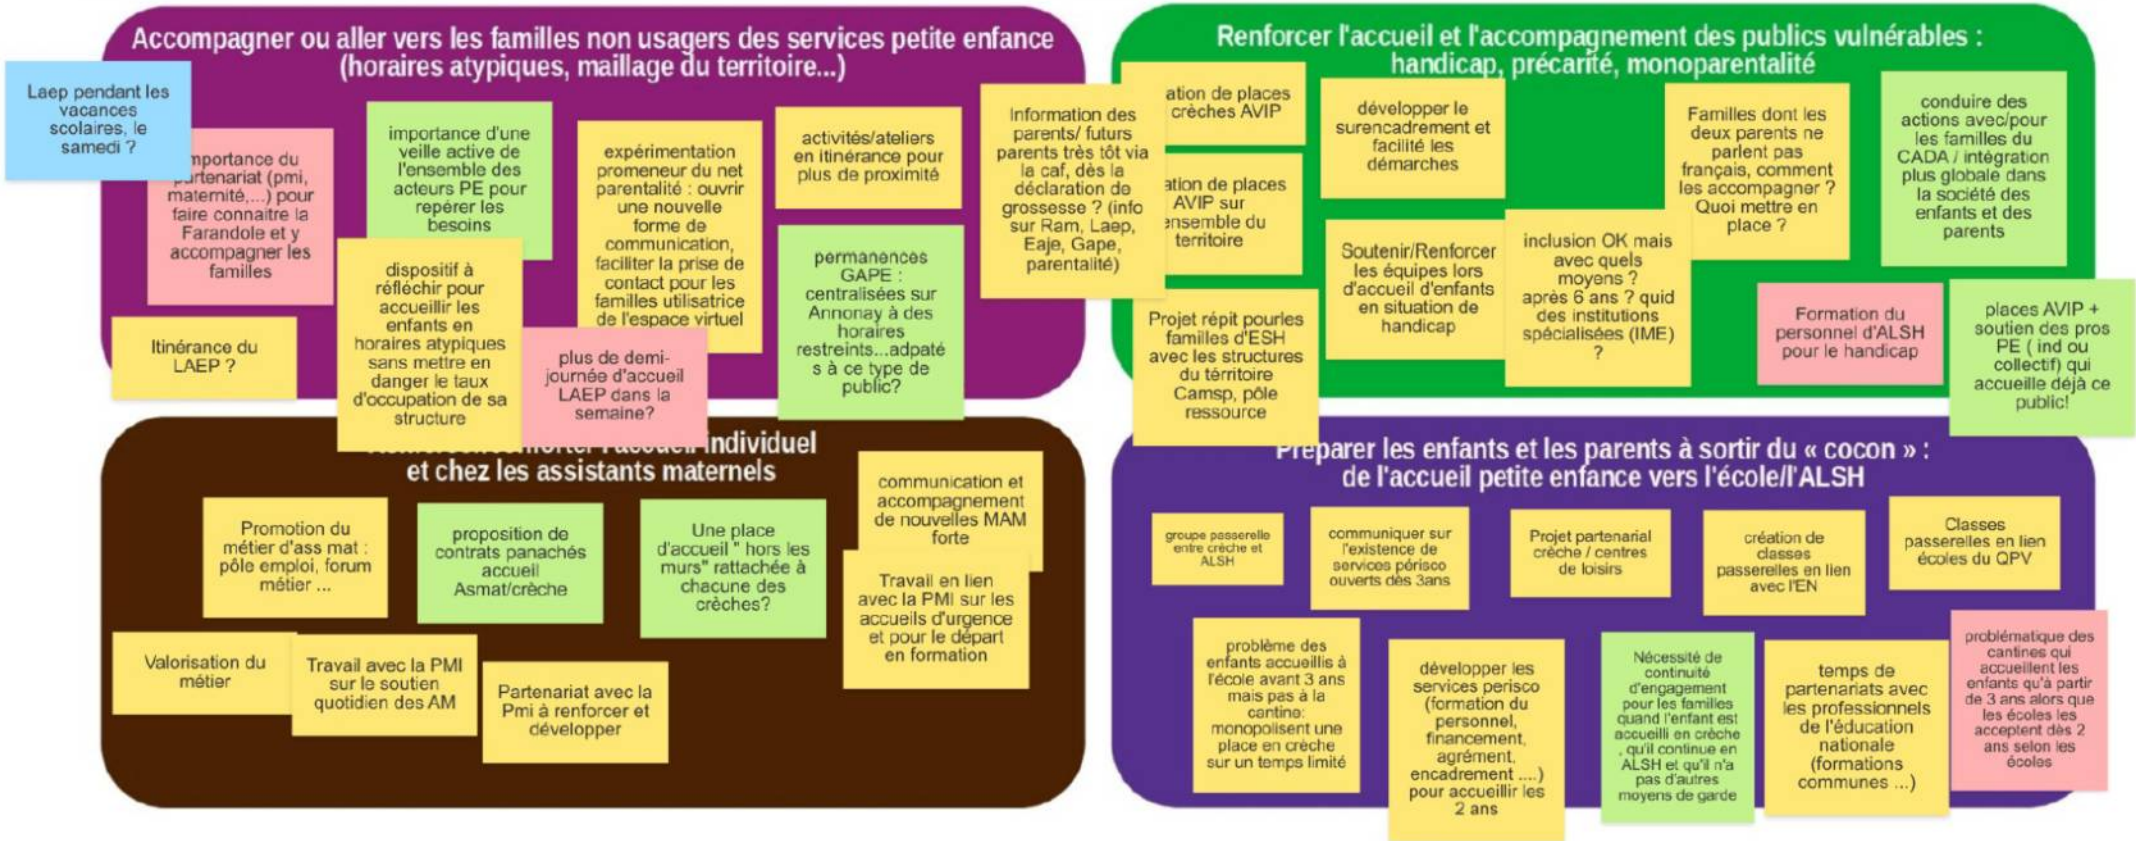 Accompagner ou aller vers les familles non usagers des services petite enfance
(horaires atypiques, maillage du territoire...)
Laep pendant les
vacances
scolaires, le
samedi ?
mportance du
partenariat (pmi,
maternité,...) pour
faire connaitre la
Farandole et y
accompagner les
familles
importance d'une
veille active de
l'ensemble des
acteurs PE pour
repérer les
besoins
expérimentation
promeneur du net
parentalité : ouvrir
une nouvelle
forme de
communication,
faciliter la prise de
contact pour les
familles utilisatrice
de l'espace virtuel
activités/ateliers
en itinérance pour
plus de proximité
Information des
parents/ futurs
parents très tôt via
la caf, dès la
déclaration de
grossesse ? (info
sur Ram, Laep,
Eaje, Gape,
parentalité)
Itinérance du
LAEP ?
dispositif à
réfléchir pour
accueillir les
enfants en
horaires atypiques
sans mettre en
danger le taux
d'occupation de sa
structure
plus de demi-
journée d'accueil
LAEP dans la
semaine?
permanences
GAPE :
centralisées sur
Annonay à des
horaires
restreints...adpaté
s à ce type de
public?
Renforcer l'accueil et l'accompagnement des publics vulnérables :
handicap, précarité, monoparentalité
ation de places
crèches AVIP
ation de places
AVIP sur
ensemble du
territoire
développer le
surencadrement et
facilité les
démarches
Familles dont les
deux parents ne
parlent pas
français, comment
les accompagner ?
Quoi mettre en
place ?
conduire des
actions avec/pour
les familles du
CADA / intégration
plus globale dans
la société des
enfants et des
parents
Projet répit pourles
familles d'ESH
avec les structures
du térritoire
Camsp, pôle
ressource
Soutenir/Renforcer
les équipes lors
d'accueil d'enfants
en situation de
handicap
inclusion OK mais
avec quels
moyens ?
après 6 ans ? quid
des institutions
spécialisées (IME)
?
Formation du
personnel d'ALSH
pour le handicap
places AVIP +
soutien des pros
PE ( ind ou
collectif) qui
accueille déjà ce
public!
individuel
et chez les assistants maternels
Promotion du
métier d'ass mat :
pôle emploi, forum
métier ...
proposition de
contrats panachés
accueil
Asmat/crèche
Une place
d'accueil " hors les
murs" rattachée à
chacune des
crèches?
communication et
accompagnement
de nouvelles MAM
forte
Travail en lien
avec la PMI sur les
accueils d'urgence
et pour le départ
en formation
Valorisation du
métier
Travail avec la PMI
sur le soutien
quotidien des AM
Partenariat avec la
Pmi à renforcer et
développer
Préparer les enfants et les parents à sortir du « cocon » :
de l'accueil petite enfance vers l'école/l'ALSH
groupe passerelle
entre crèche et
ALSH
communiquer sur
l'existence de
services périsco
ouverts dès 3ans
Projet partenarial
crèche / centres
de loisirs
création de
classes
passerelles en lien
avec l'EN
Classes
passerelles en lien
écoles du QPV
problème des
enfants accueillis à
l'école avant 3 ans
mais pas à la
cantine:
monopolisent une
place en crèche
sur un temps limité
développer les
services perisco
(formation du
personnel,
financement,
agrément,
encadrement ....)
pour accueillir les
2 ans
Nécessité de
continuité
d'engagement
pour les familles
quand l'enfant est
accueilli en crèche
, qu'il continue en
ALSH et qu'il n'a
pas d'autres
moyens de garde
temps de
partenariats avec
les professionnels
de l'éducation
nationale
(formations
communes ...)
problématique des
cantines qui
accueillent les
enfants qu'à partir
de 3 ans alors que
les écoles les
acceptent dès 2
ans selon les
écoles